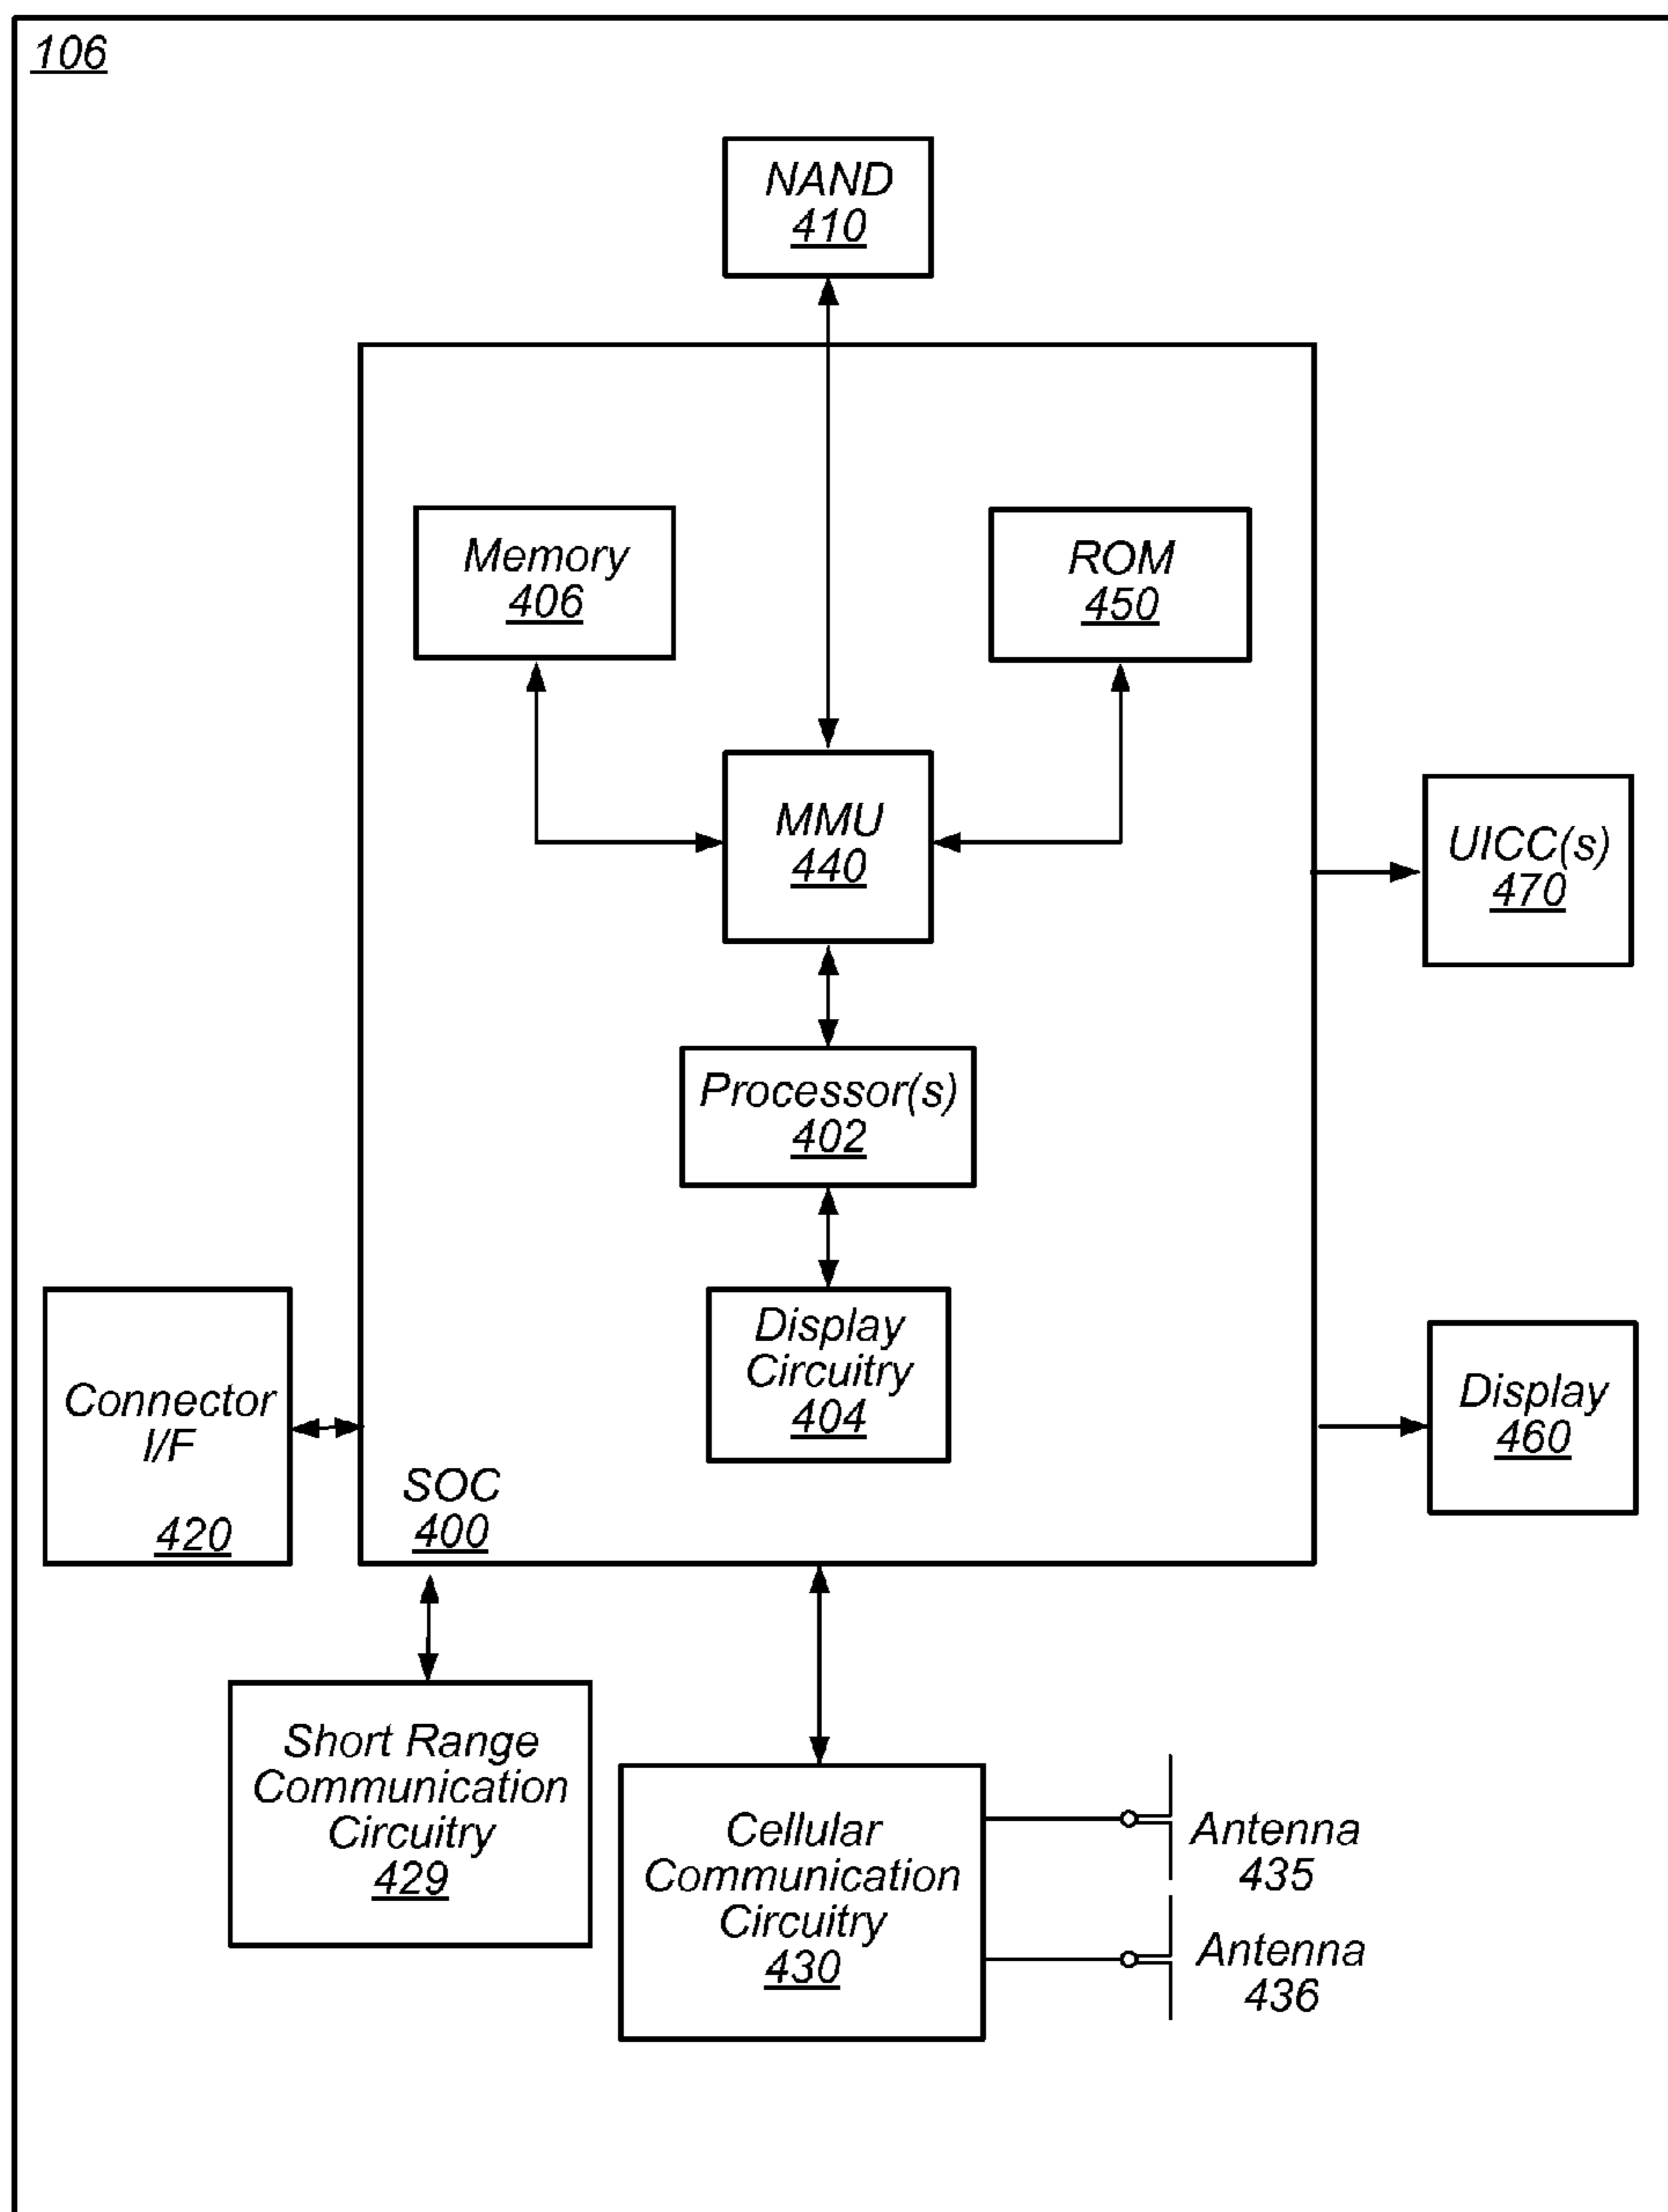 106
NAND
410
Memory
406
ROM
450
MMU
440
UICC(s)
470
Processor(s)
402
Display
Circuitry
404
Connector
I/F
420
Display
460
SOC
400
Short Range
Communication
Circuitry
429
Cellular
Communication
Circuitry
430
Antenna
435
Antenna
436